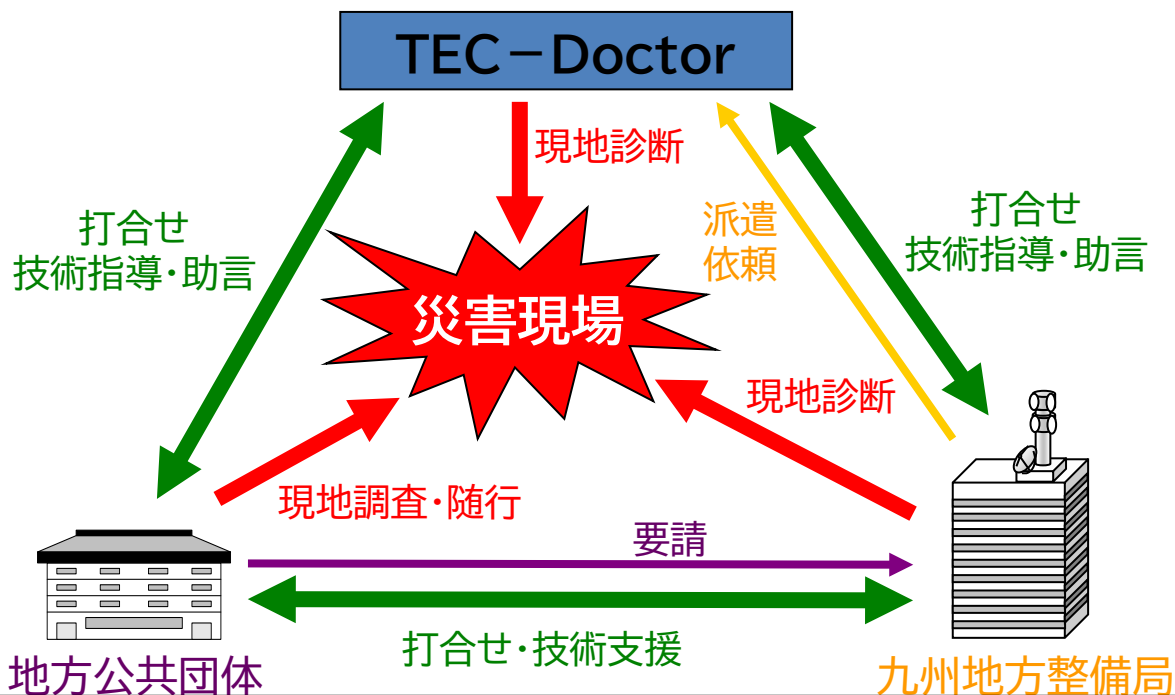 TEC－Doctor
現地診断
打合せ
技術指導･助言
派遣
依頼
打合せ
技術指導･助言
災害現場
現地診断
現地調査･随行
要請
打合せ･技術支援
地方公共団体
九州地方整備局